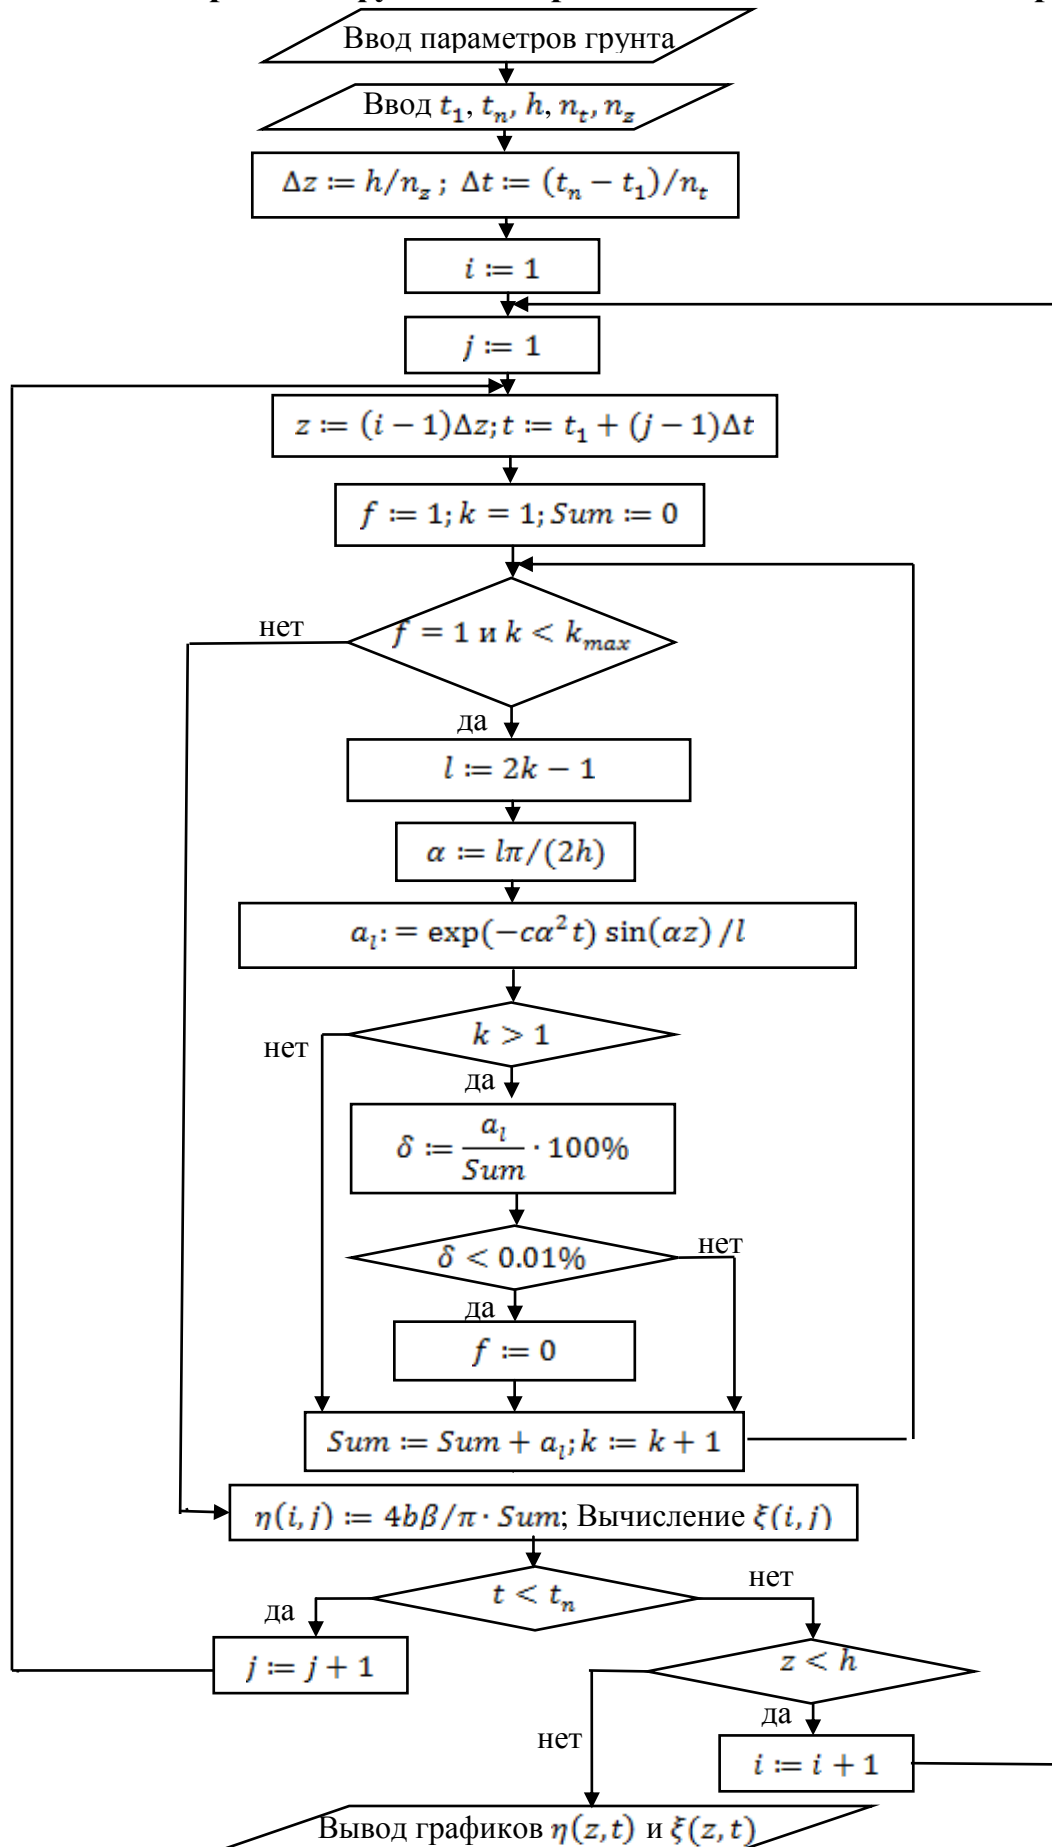 Ввод параметров грунта
Ввод t₁, tₙ, h, n_t, n_z
Δz ≔ h/n_z ; Δt ≔ (tₙ − t₁)/n_t
i ≔ 1
j ≔ 1
z ≔ (i − 1)Δz; t ≔ t₁ + (j − 1)Δt
f ≔ 1; k = 1; Sum ≔ 0
нет
f = 1 и k < k_max
да
l ≔ 2k − 1
α ≔ lπ/(2h)
a_l: = exp(−cα²t) sin(αz) /l
k > 1
нет
да
δ ≔ a_l/Sum · 100%
δ < 0.01%
нет
да
f ≔ 0
Sum ≔ Sum + a_l; k ≔ k + 1
η(i, j) ≔ 4bβ/π · Sum; Вычисление ξ(i, j)
t < tₙ
нет
да
j ≔ j + 1
z < h
да
нет
i ≔ i + 1
Вывод графиков η(z, t) и ξ(z, t)